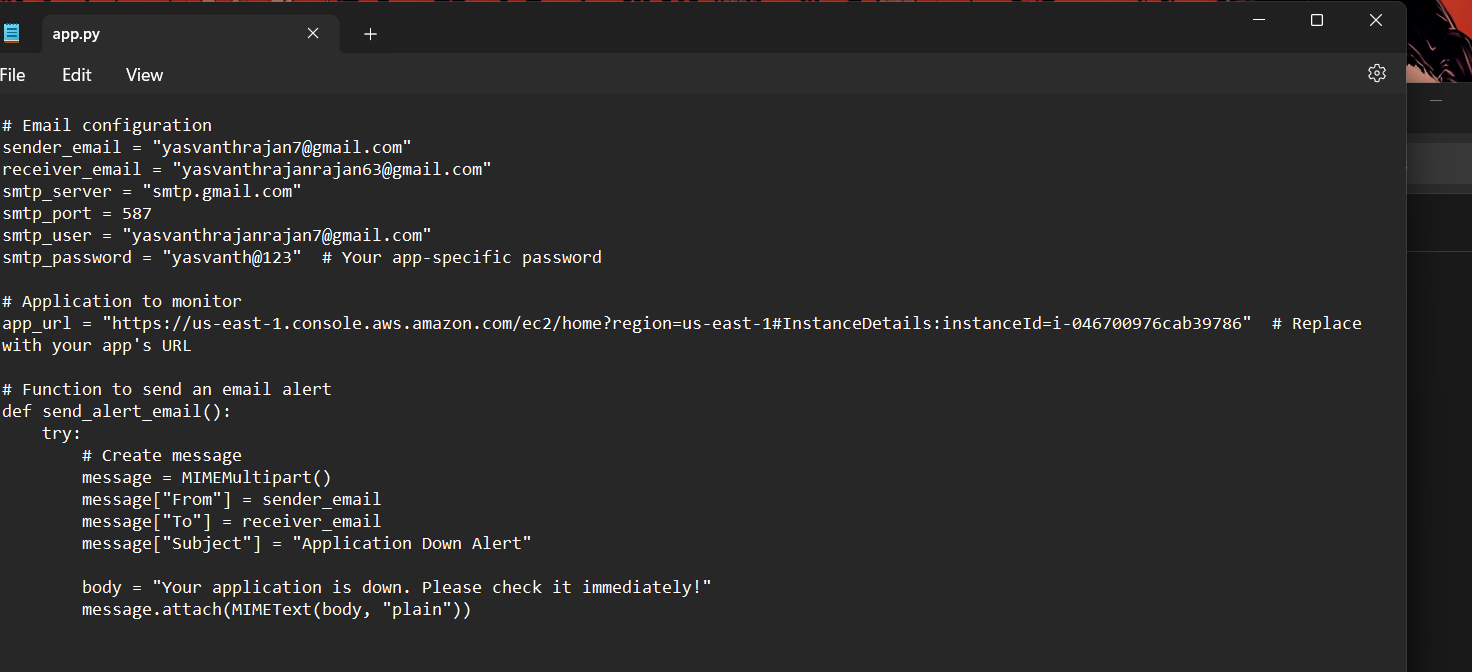 app.py
File Edit View
# Email configuration
sender_email = "yasvanthrajan7@gmail.com"
receiver_email = "yasvanthrajanrajan63@gmail.com"
smtp_server = "smtp.gmail.com"
smtp_port = 587
smtp_user = "yasvanthrajanrajan7@gmail.com"
smtp_password = "yasvanth@123"  # Your app-specific password
# Application to monitor
app_url = "https://us-east-1.console.aws.amazon.com/ec2/home?region=us-east-1#InstanceDetails:instanceId=i-046700976cab39786"  # Replace
with your app's URL
# Function to send an email alert
def send_alert_email():
    try:
        # Create message
        message = MIMEMultipart()
        message["From"] = sender_email
        message["To"] = receiver_email
        message["Subject"] = "Application Down Alert"
        body = "Your application is down. Please check it immediately!"
        message.attach(MIMEText(body, "plain"))